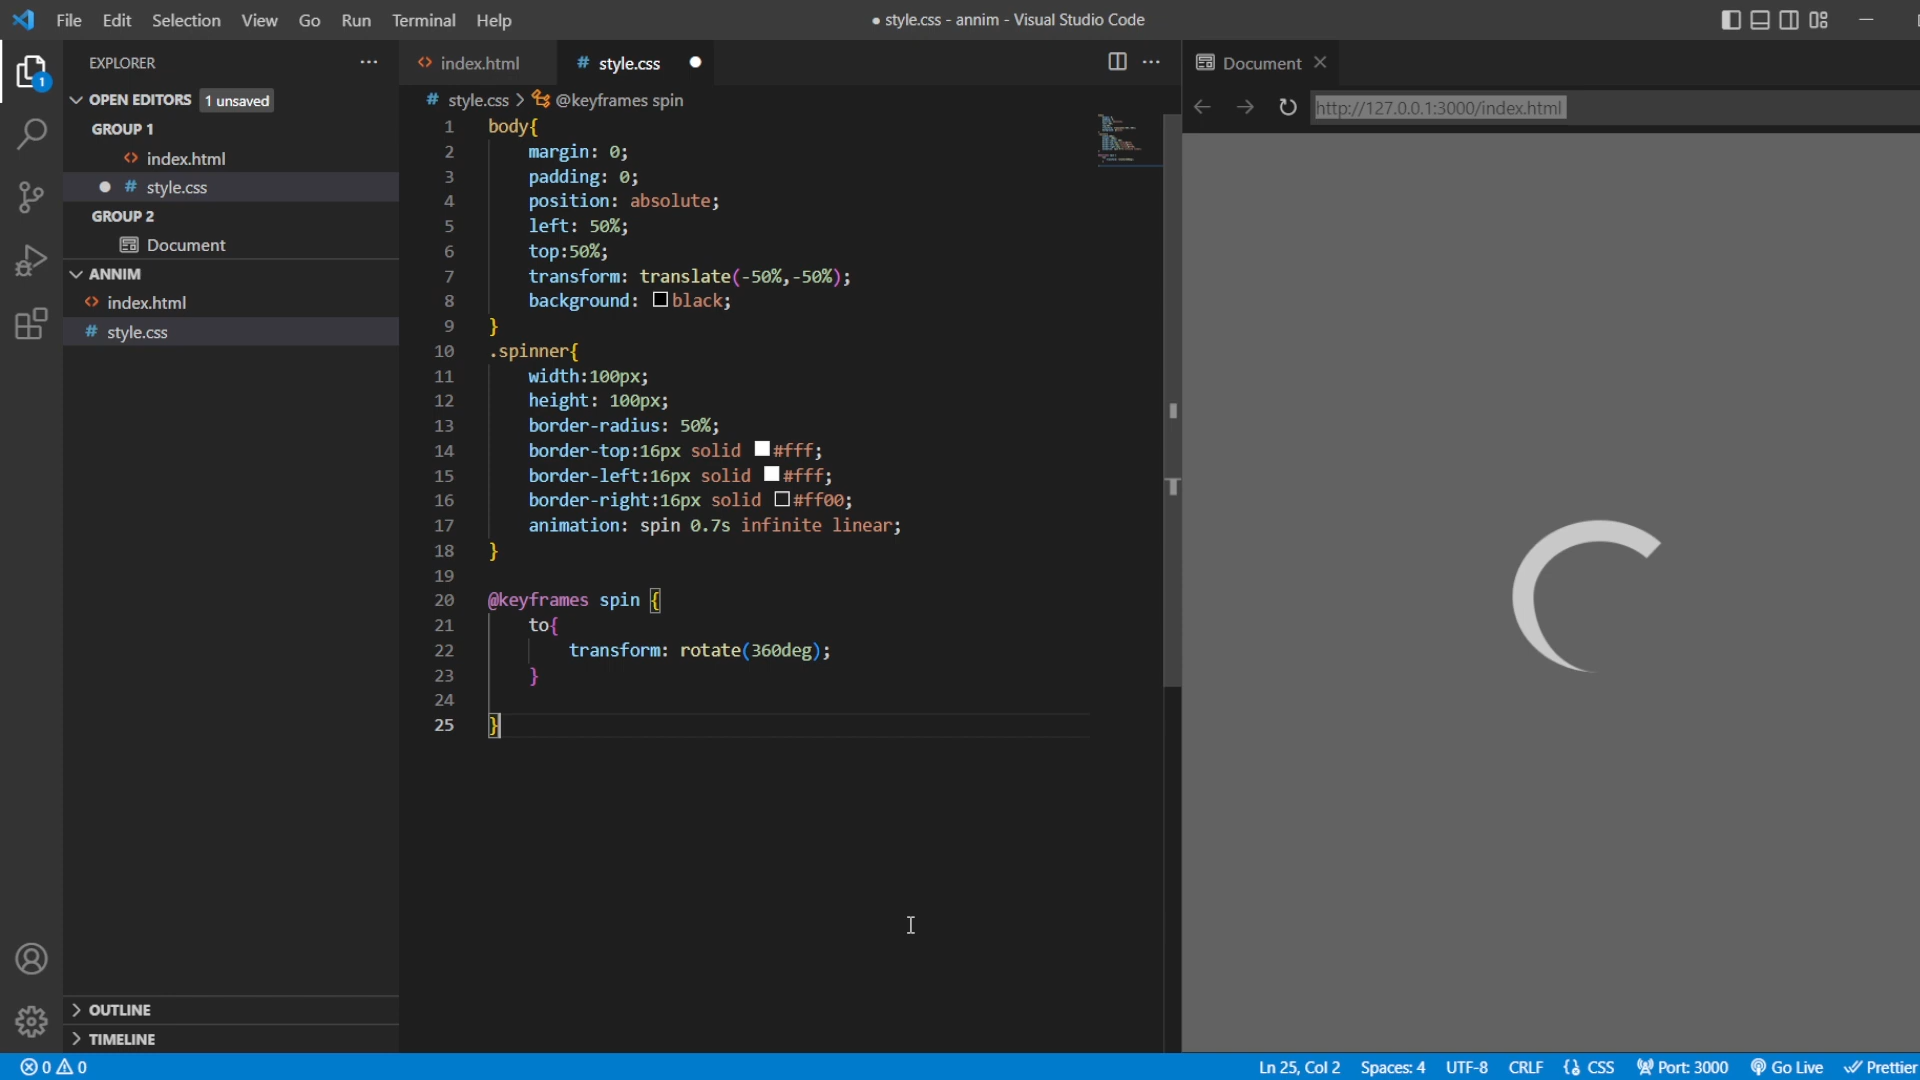 File Edit Selection View Go Run Terminal Help
● style.css - annim - Visual Studio Code
EXPLORER
OPEN EDITORS 1 unsaved
GROUP 1
index.html
# style.css
GROUP 2
Document
ANNIM
index.html
# style.css
OUTLINE
TIMELINE
index.html
# style.css
# style.css > @keyframes spin
1 body{
2 margin: 0;
3 padding: 0;
4 position: absolute;
5 left: 50%;
6 top:50%;
7 transform: translate(-50%,-50%);
8 background: black;
9 }
10 .spinner{
11 width:100px;
12 height: 100px;
13 border-radius: 50%;
14 border-top:16px solid #fff;
15 border-left:16px solid #fff;
16 border-right:16px solid #ff00;
17 animation: spin 0.7s infinite linear;
18 }
19
20 @keyframes spin {
21 to{
22 transform: rotate(360deg);
23 }
24
25 }
Document
http://127.0.0.1:3000/index.html
1
0 0
Ln 25, Col 2 Spaces: 4 UTF-8 CRLF {} CSS Port: 3000 Go Live Prettier